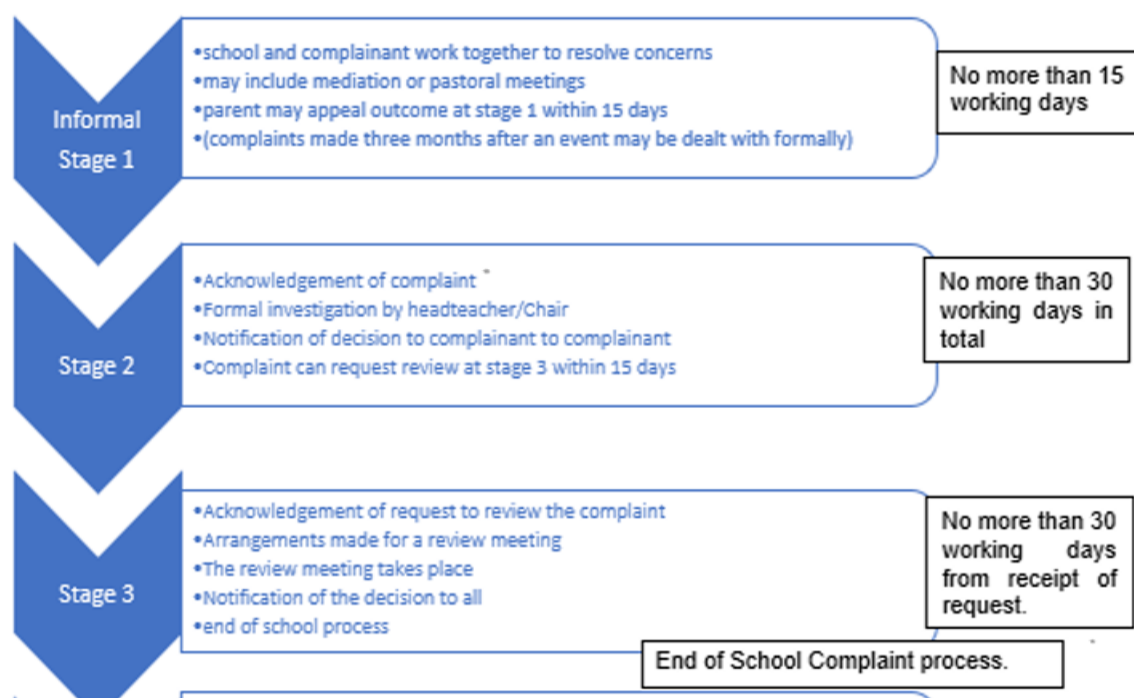 Informal
Stage 1
•school and complainant work together to resolve concerns
•may include mediation or pastoral meetings
•parent may appeal outcome at stage 1 within 15 days
•(complaints made three months after an event may be dealt with formally)
No more than 15
working days
Stage 2
•Acknowledgement of complaint
•Formal investigation by headteacher/Chair
•Notification of decision to complainant to complainant
•Complaint can request review at stage 3 within 15 days
No more than 30
working days in
total
Stage 3
•Acknowledgement of request to review the complaint
•Arrangements made for a review meeting
•The review meeting takes place
•Notification of the decision to all
•end of school process
No more than 30
working days
from receipt of
request.
End of School Complaint process.